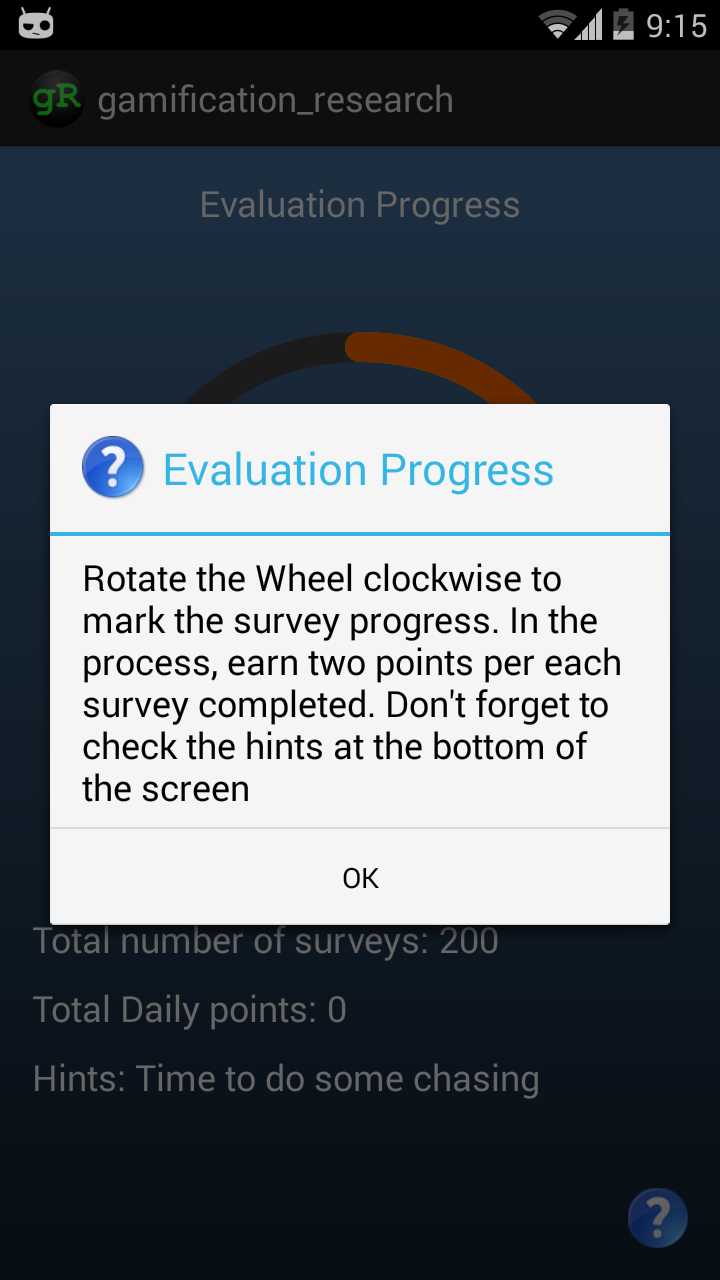 9:15
gR gamification_research
Evaluation Progress
Evaluation Progress
Rotate the Wheel clockwise to
mark the survey progress. In the
process, earn two points per each
survey completed. Don't forget to
check the hints at the bottom of
the screen
OK
Total number of surveys: 200
Total Daily points: 0
Hints: Time to do some chasing